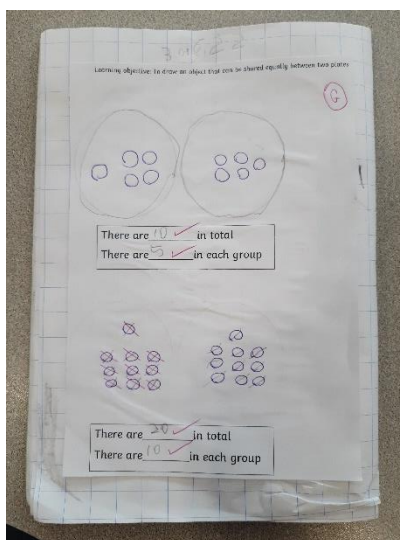 Learning objective: To draw an object that can be shared equally between two plates
G
There are 10 in total
There are 5 in each group
There are 20 in total
There are 10 in each group